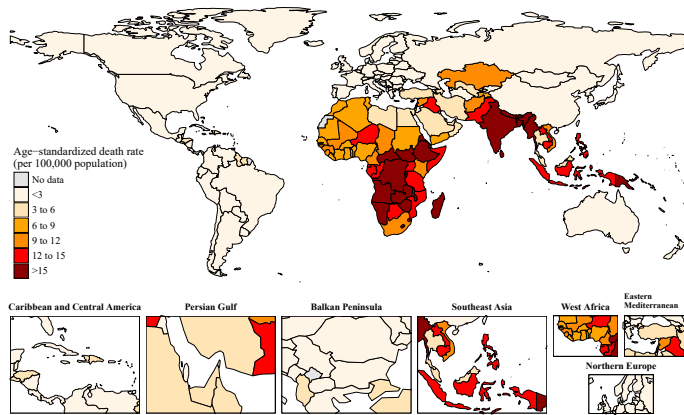 Age−standardized death rate
(per 100,000 population)
No data
<3
3 to 6
6 to 9
9 to 12
12 to 15
>15
Caribbean and Central America
Persian Gulf
Balkan Peninsula
Southeast Asia
West Africa
Eastern
Mediterranean
Northern Europe